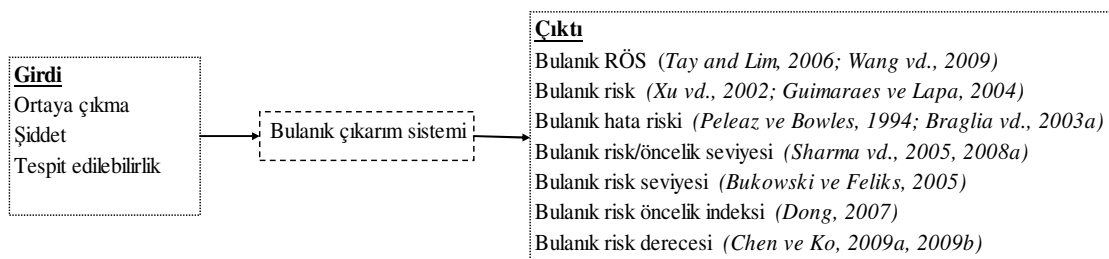 Girdi
Ortaya çıkma
Şiddet
Tespit edilebilirlik
Bulanık çıkarım sistemi
Çıktı
Bulanık RÖS (Tay and Lim, 2006; Wang vd., 2009)
Bulanık risk (Xu vd., 2002; Guimaraes ve Lapa, 2004)
Bulanık hata riski (Peleaz ve Bowles, 1994; Braglia vd., 2003a)
Bulanık risk/öncelik seviyesi (Sharma vd., 2005, 2008a)
Bulanık risk seviyesi (Bukowski ve Feliks, 2005)
Bulanık risk öncelik indeksi (Dong, 2007)
Bulanık risk derecesi (Chen ve Ko, 2009a, 2009b)